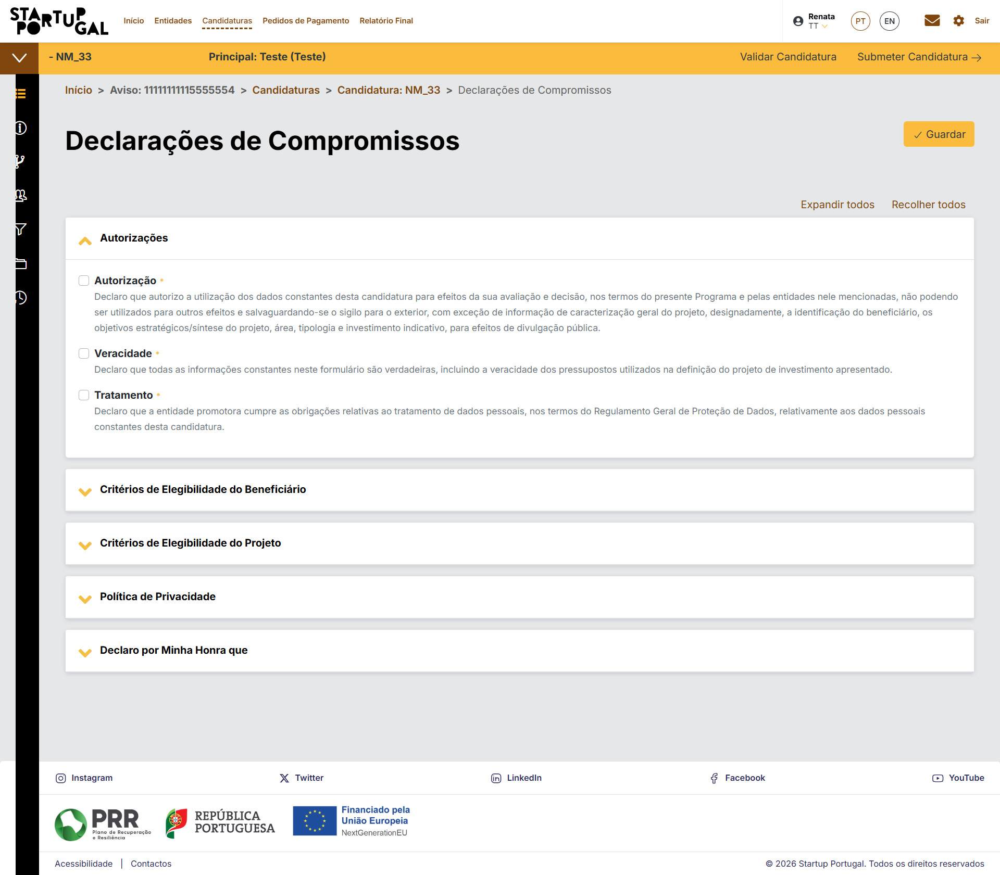 STARTUP PORTUGAL
Início Entidades Candidaturas Pedidos de Pagamento Relatório Final
Renata
TT
PT EN Sair
- NM_33 Principal: Teste (Teste) Validar Candidatura Submeter Candidatura
Início > Aviso: 11111111115555554 > Candidaturas > Candidatura: NM_33 > Declarações de Compromissos
Declarações de Compromissos
Guardar
Expandir todos Recolher todos
Autorizações
Autorização *
Declaro que autorizo a utilização dos dados constantes desta candidatura para efeitos da sua avaliação e decisão, nos termos do presente Programa e pelas entidades nele mencionadas, não podendo
ser utilizados para outros efeitos e salvaguardando-se o sigilo para o exterior, com exceção de informação de caracterização geral do projeto, designadamente, a identificação do beneficiário, os
objetivos estratégicos/síntese do projeto, área, tipologia e investimento indicativo, para efeitos de divulgação pública.
Veracidade *
Declaro que todas as informações constantes neste formulário são verdadeiras, incluindo a veracidade dos pressupostos utilizados na definição do projeto de investimento apresentado.
Tratamento *
Declaro que a entidade promotora cumpre as obrigações relativas ao tratamento de dados pessoais, nos termos do Regulamento Geral de Proteção de Dados, relativamente aos dados pessoais
constantes desta candidatura.
Critérios de Elegibilidade do Beneficiário
Critérios de Elegibilidade do Projeto
Política de Privacidade
Declaro por Minha Honra que
Instagram Twitter LinkedIn Facebook YouTube
PRR
Plano de Recuperação
e Resiliência
REPÚBLICA
PORTUGUESA
Financiado pela
União Europeia
NextGenerationEU
Acessibilidade | Contactos
© 2026 Startup Portugal. Todos os direitos reservados